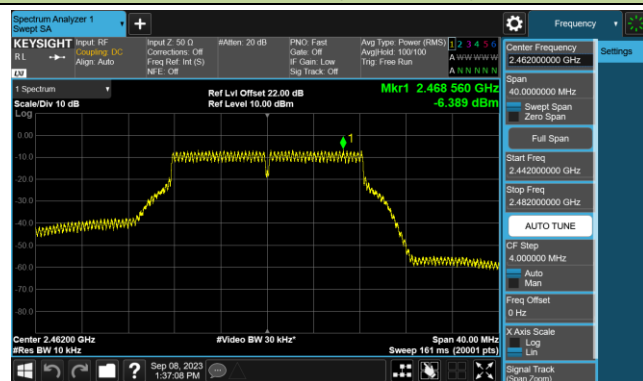 Spectrum Analyzer 1
Swept SA
Frequency
KEYSIGHT
R L
LXI
Input: RF
Coupling: DC
Align: Auto
Input Z: 50 Ω
Corrections: Off
Freq Ref: Int (S)
NFE: Off
#Atten: 20 dB
PNO: Fast
Gate: Off
IF Gain: Low
Sig Track: Off
Avg Type: Power (RMS)
Avg|Hold: 100/100
Trig: Free Run
1 2 3 4 5 6
A W W W W W
A N N N N N
Center Frequency
2.462000000 GHz
Settings
1 Spectrum
Scale/Div 10 dB
Ref Lvl Offset 22.00 dB
Ref Level 10.00 dBm
Mkr1 2.468 560 GHz
-6.389 dBm
Log
0.00
-10.0
-20.0
-30.0
-40.0
-50.0
-60.0
-70.0
-80.0
1
Span
40.0000000 MHz
Swept Span
Zero Span
Full Span
Start Freq
2.442000000 GHz
Stop Freq
2.482000000 GHz
AUTO TUNE
CF Step
4.000000 MHz
Auto
Man
Freq Offset
0 Hz
X Axis Scale
Log
Lin
Signal Track
(Span Zoom)
Center 2.46200 GHz
#Res BW 10 kHz
#Video BW 30 kHz*
Span 40.00 MHz
Sweep 161 ms (20001 pts)
?
Sep 08, 2023
1:37:08 PM